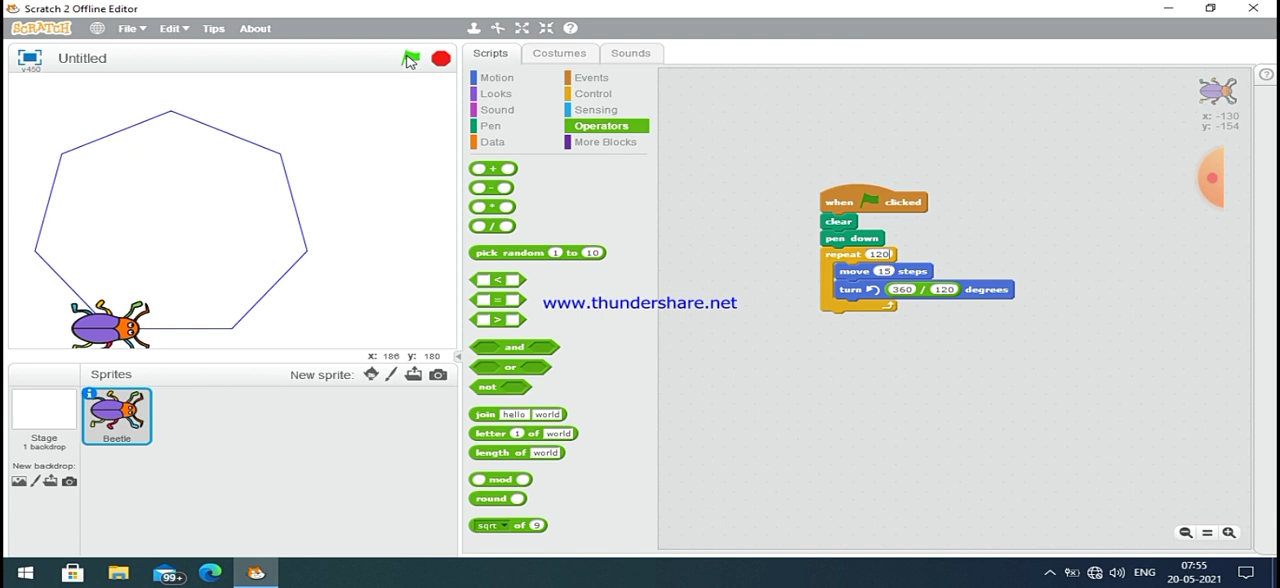 Scratch 2 Offline Editor
SCRATCH File Edit Tips About
v450 Untitled
Scripts Costumes Sounds
Motion Events
Looks Control
Sound Sensing
Pen Operators
Data More Blocks
+
-
*
/
pick random 1 to 10
<
=
>
and
or
not
join hello world
letter 1 of world
length of world
mod
round
sqrt of 9
x: -130
y: -154
when clicked
clear
pen down
repeat 120
move 15 steps
turn 360 / 120 degrees
www.thundershare.net
x: 186 y: 180
Sprites New sprite:
Stage
1 backdrop
New backdrop:
Beetle
99+
ENG
07:55
20-05-2021